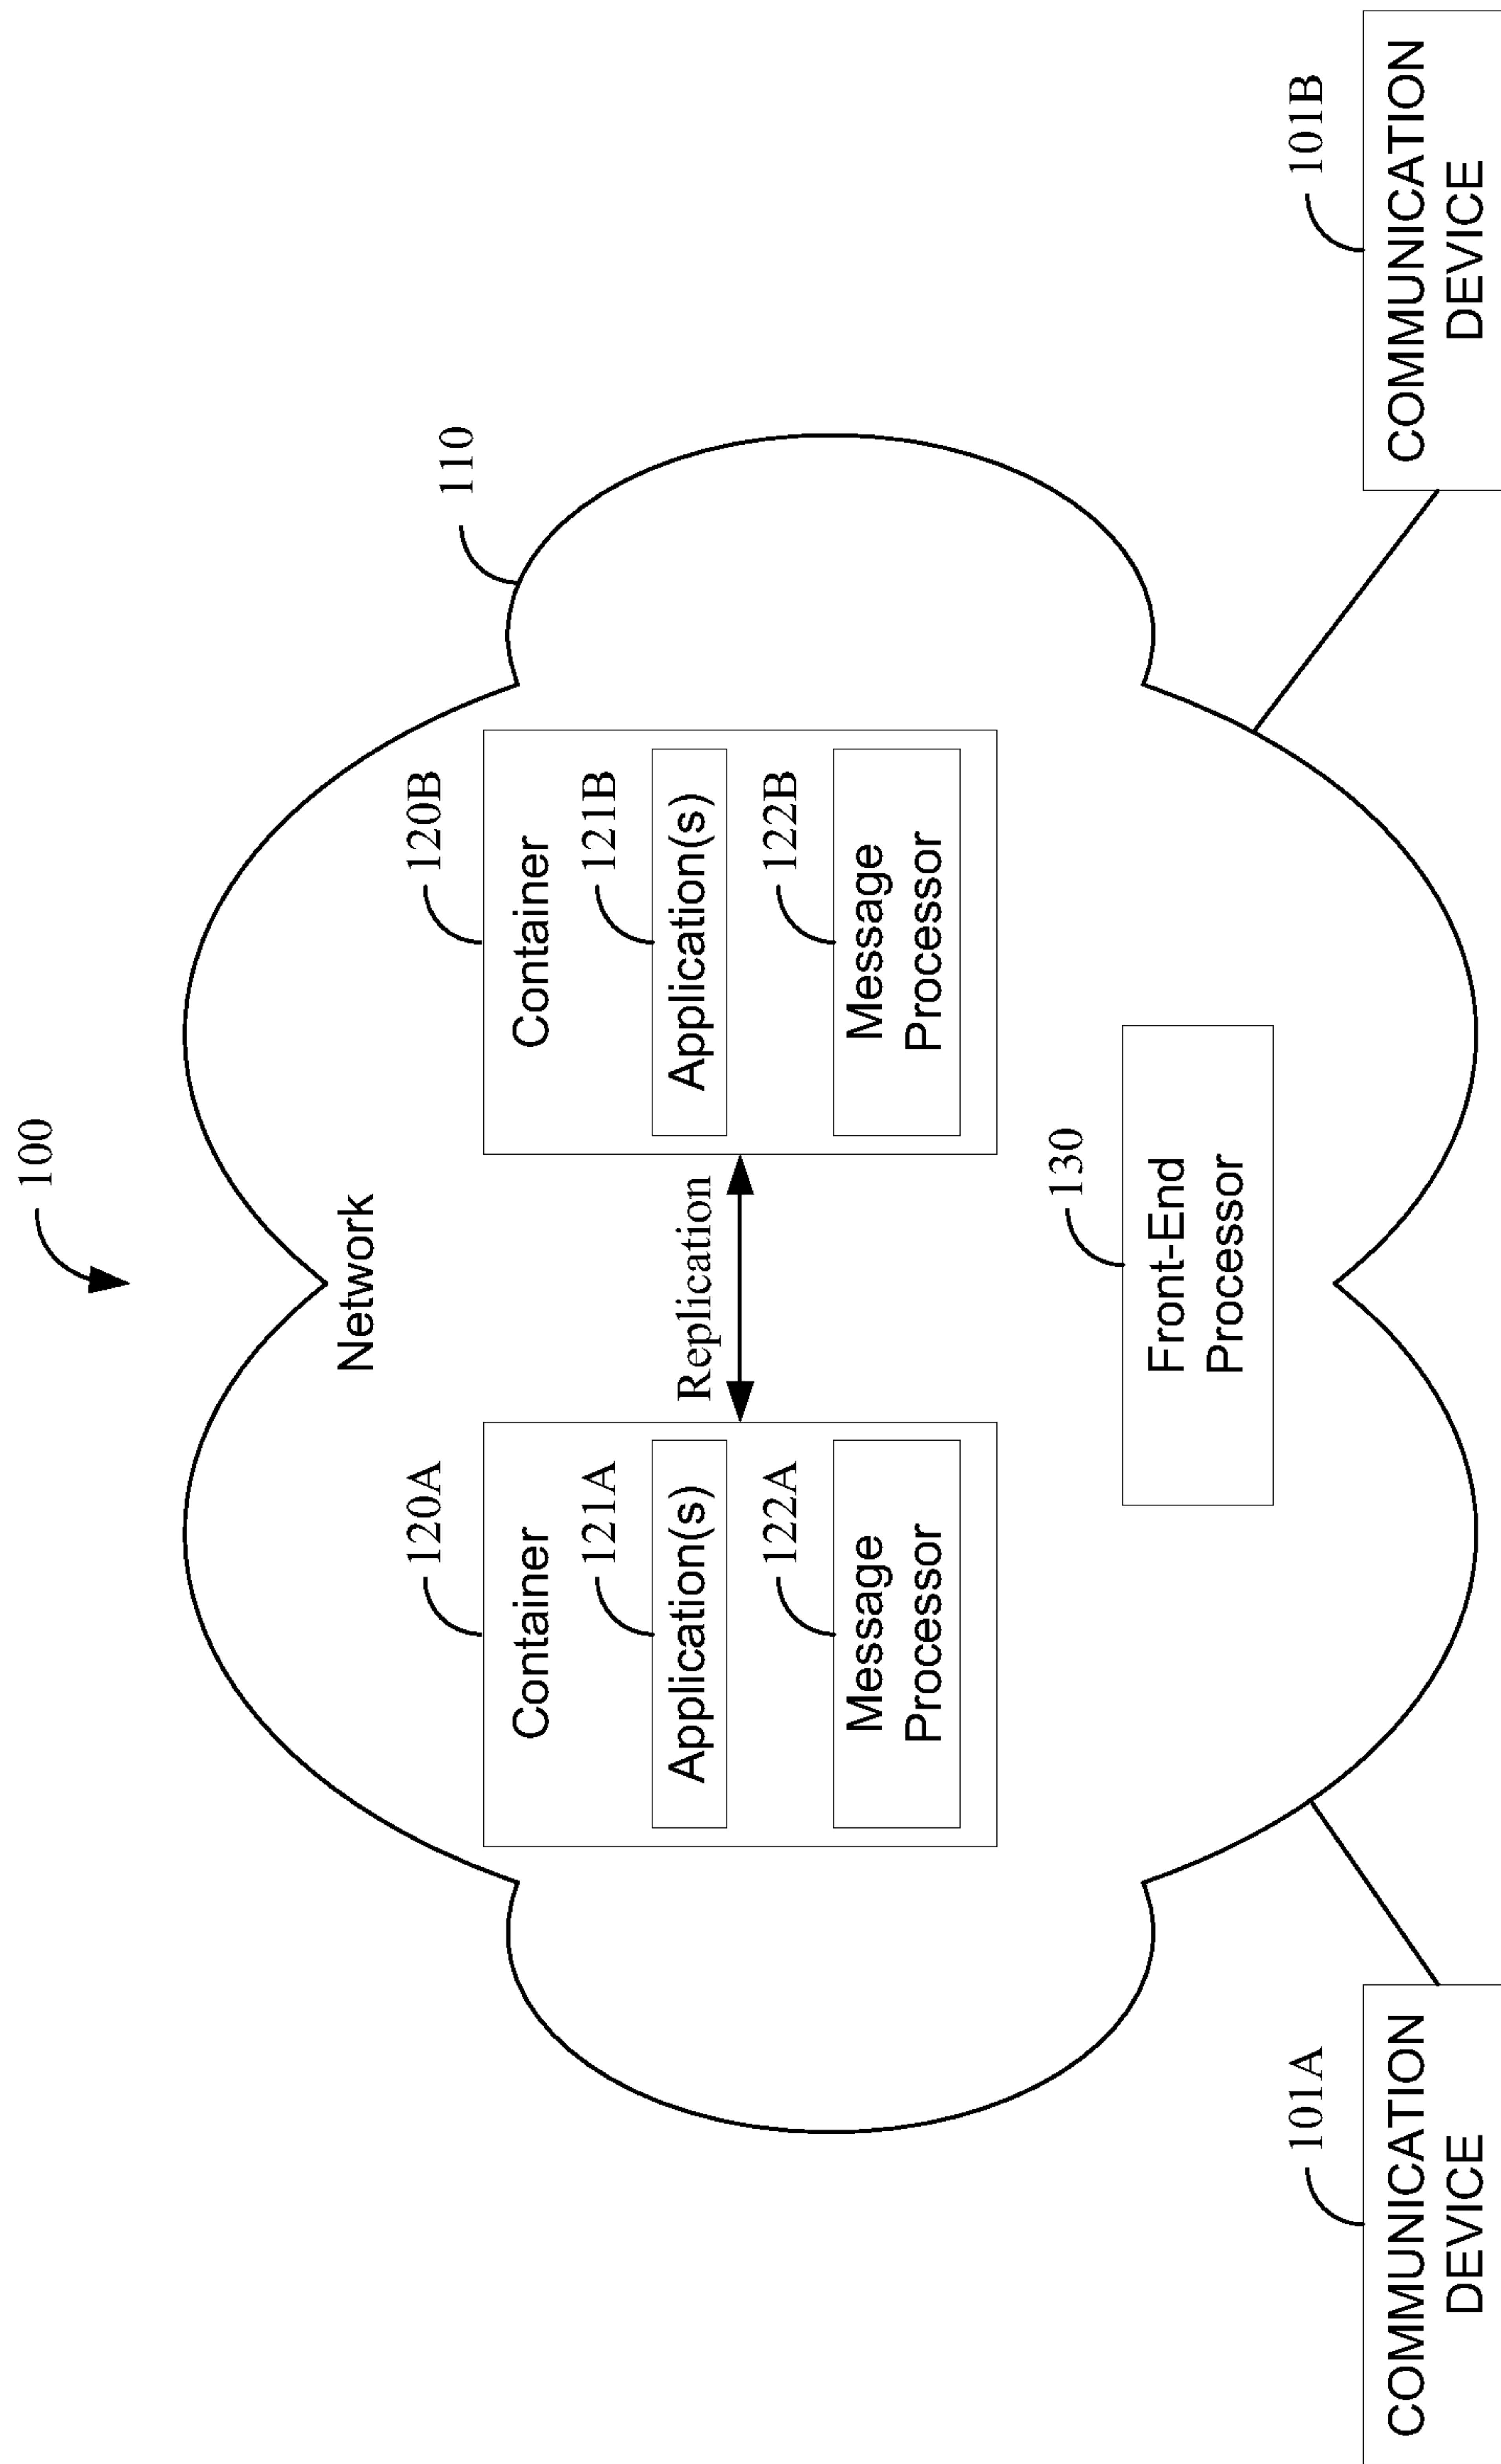 100
110
Network
120A
Container
121A
Application(s)
122A
Message
Processor
Replication
120B
Container
121B
Application(s)
122B
Message
Processor
130
Front-End
Processor
101A
COMMUNICATION
DEVICE
101B
COMMUNICATION
DEVICE